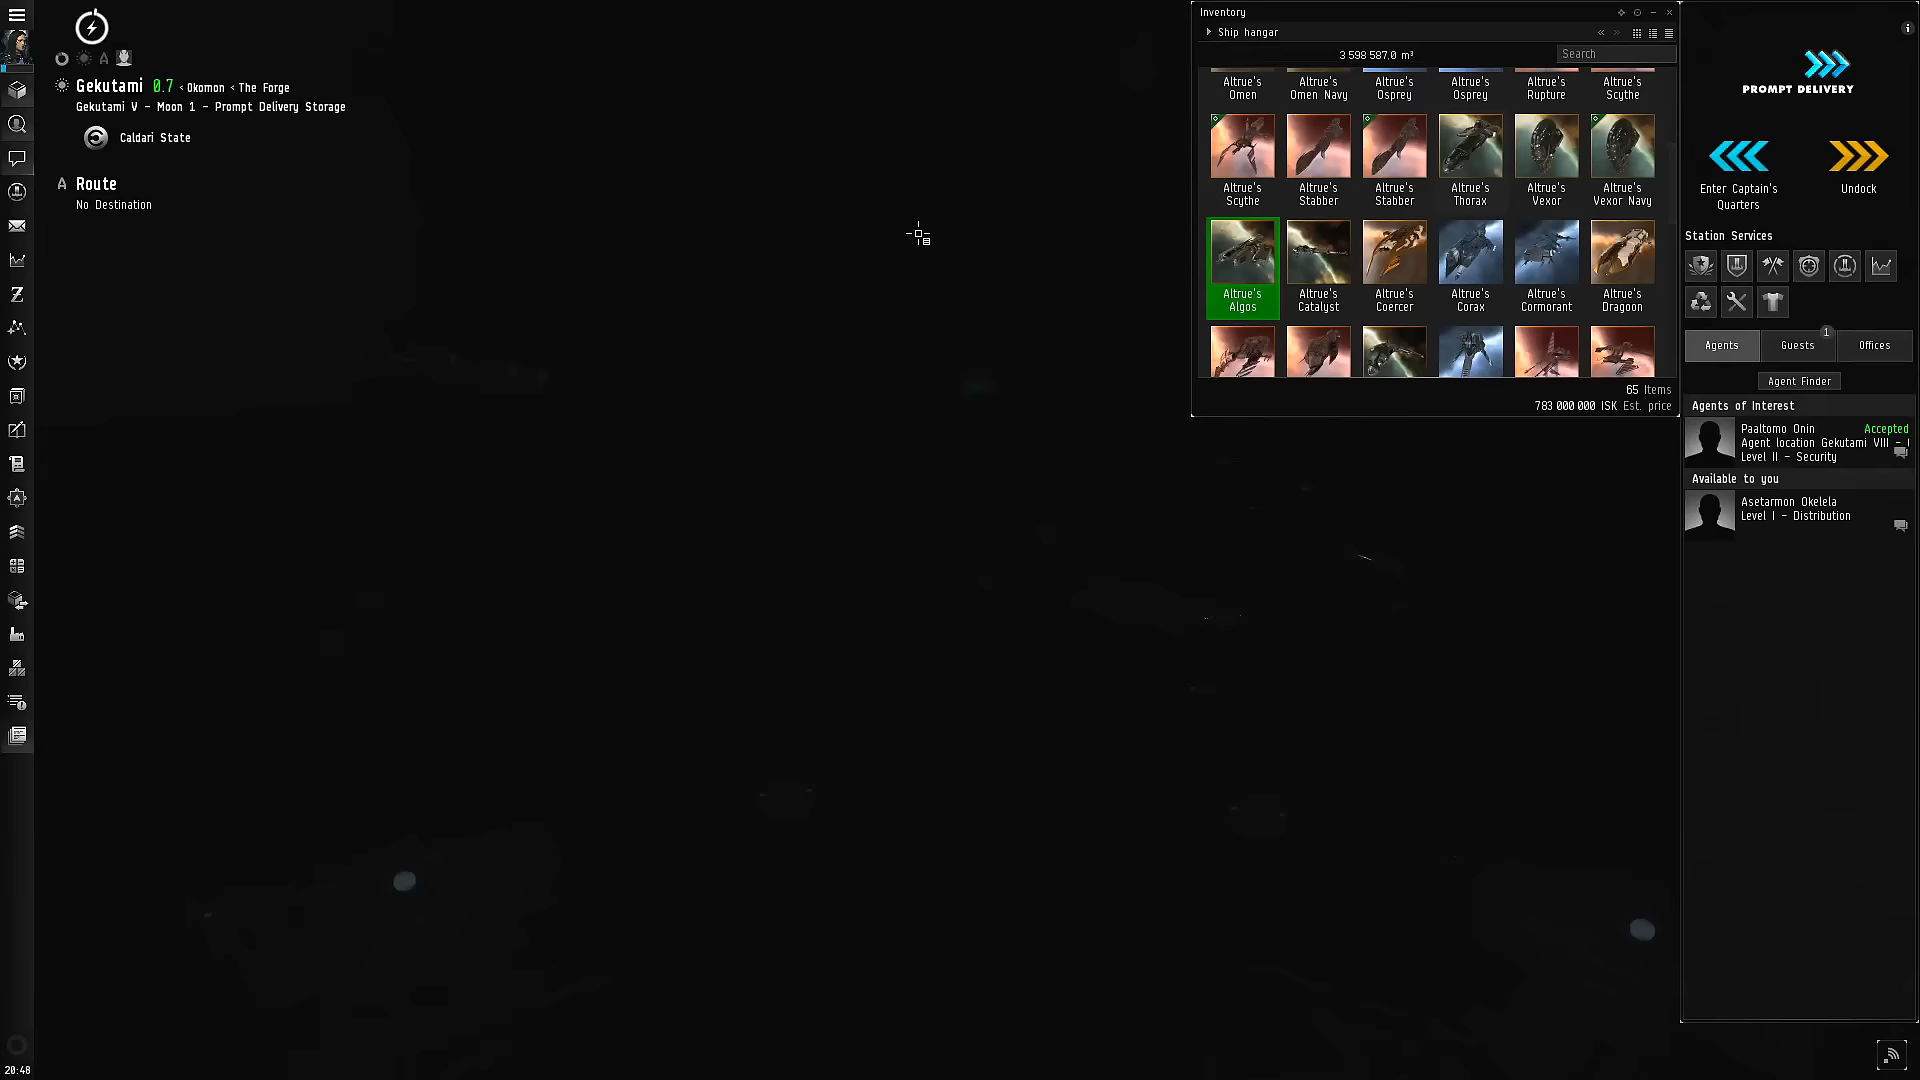 Gekutami 0.7 < Okomon < The Forge
Gekutami V - Moon 1 - Prompt Delivery Storage
Caldari State
Route
No Destination
20:48
Inventory
Ship hangar
3 598 587,0 m³
Search
Altrue's Omen
Altrue's Omen Navy
Altrue's Osprey
Altrue's Osprey
Altrue's Rupture
Altrue's Scythe
Altrue's Scythe
Altrue's Stabber
Altrue's Stabber
Altrue's Thorax
Altrue's Vexor
Altrue's Vexor Navy
Altrue's Algos
Altrue's Catalyst
Altrue's Coercer
Altrue's Corax
Altrue's Cormorant
Altrue's Dragoon
65 Items
783 000 000 ISK Est. price
PROMPT DELIVERY
Enter Captain's Quarters
Undock
Station Services
Agents
Guests
1
Offices
Agent Finder
Agents of Interest
Paaltomo Onin Accepted
Agent location Gekutami VIII -
Level II - Security
Available to you
Asetarmon Okelela
Level I - Distribution